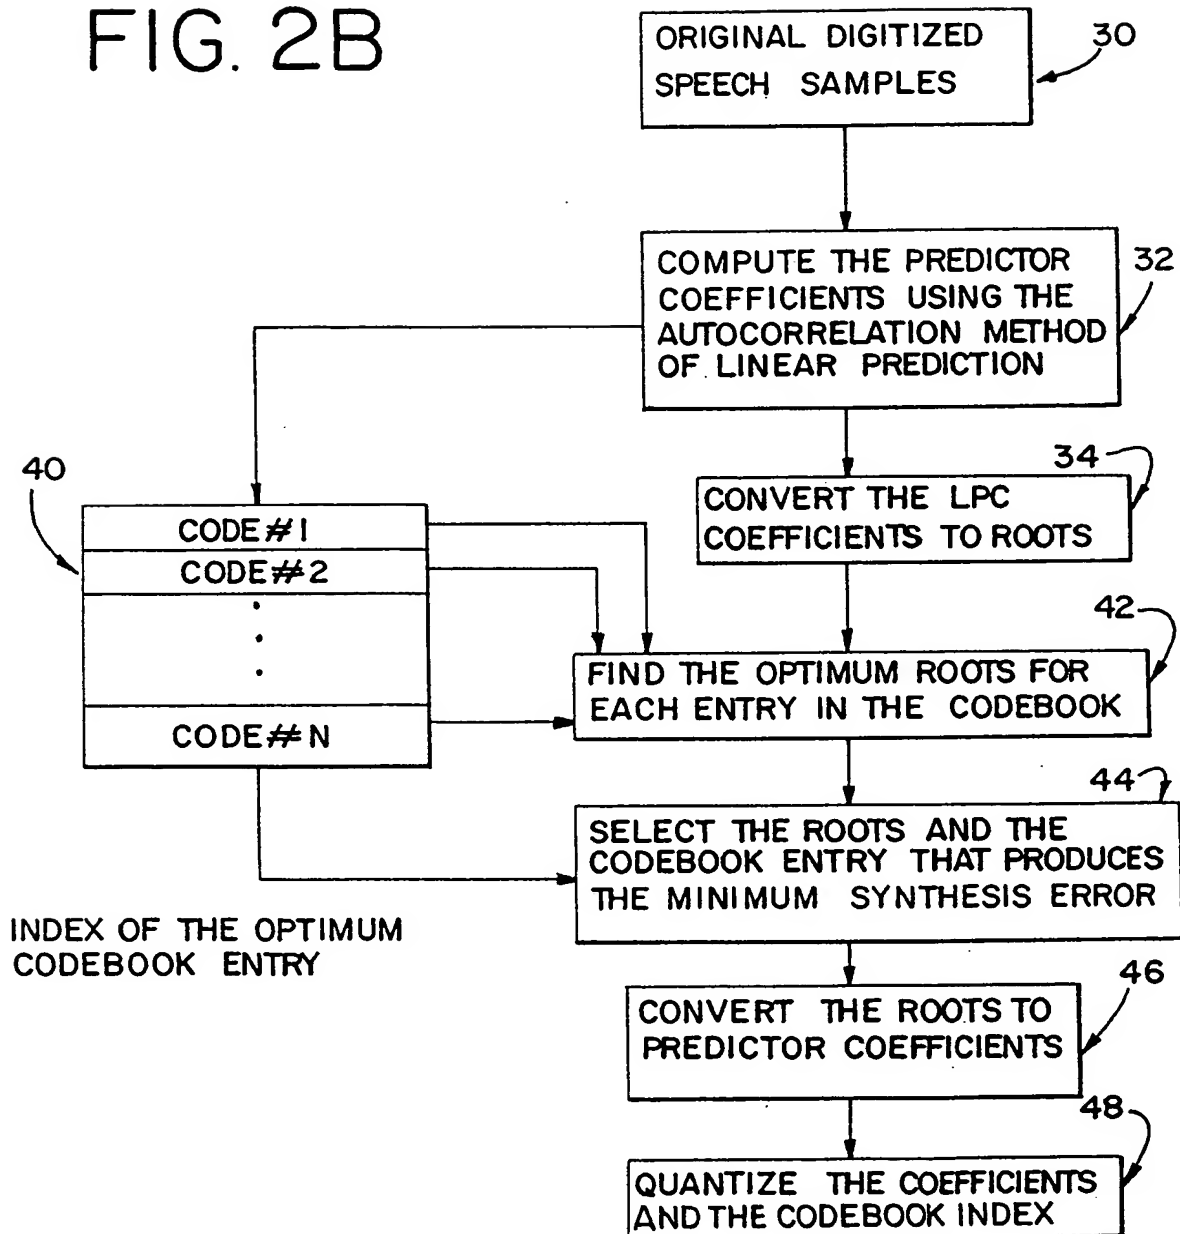 FIG. 2B
ORIGINAL DIGITIZED
SPEECH SAMPLES
30
COMPUTE THE PREDICTOR
COEFFICIENTS USING THE
AUTOCORRELATION METHOD
OF LINEAR PREDICTION
32
34
CONVERT THE LPC
COEFFICIENTS TO ROOTS
40
CODE#1
CODE#2
CODE#N
42
FIND THE OPTIMUM ROOTS FOR
EACH ENTRY IN THE CODEBOOK
44
SELECT THE ROOTS AND THE
CODEBOOK ENTRY THAT PRODUCES
THE MINIMUM SYNTHESIS ERROR
INDEX OF THE OPTIMUM
CODEBOOK ENTRY
46
CONVERT THE ROOTS TO
PREDICTOR COEFFICIENTS
48
QUANTIZE THE COEFFICIENTS
AND THE CODEBOOK INDEX